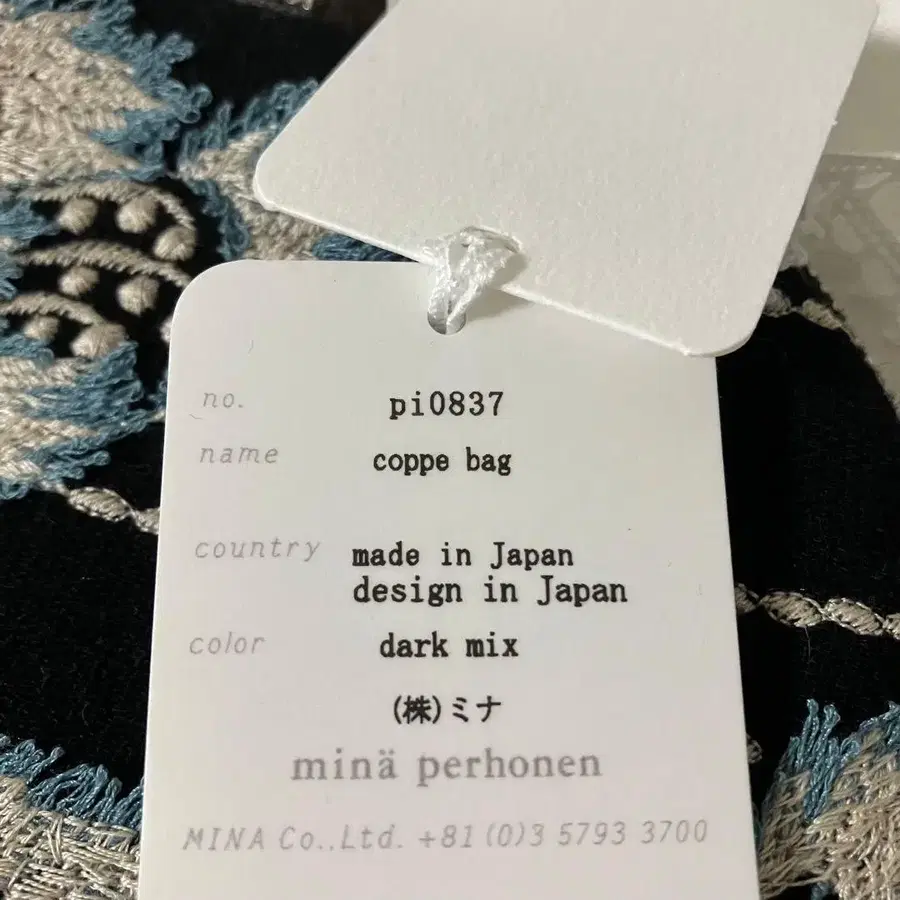 no. pi0837
name coppe bag
country made in Japan
design in Japan
color dark mix
(株)ミナ
minä perhonen
MINA Co.,Ltd. +81(0)3 5793 3700